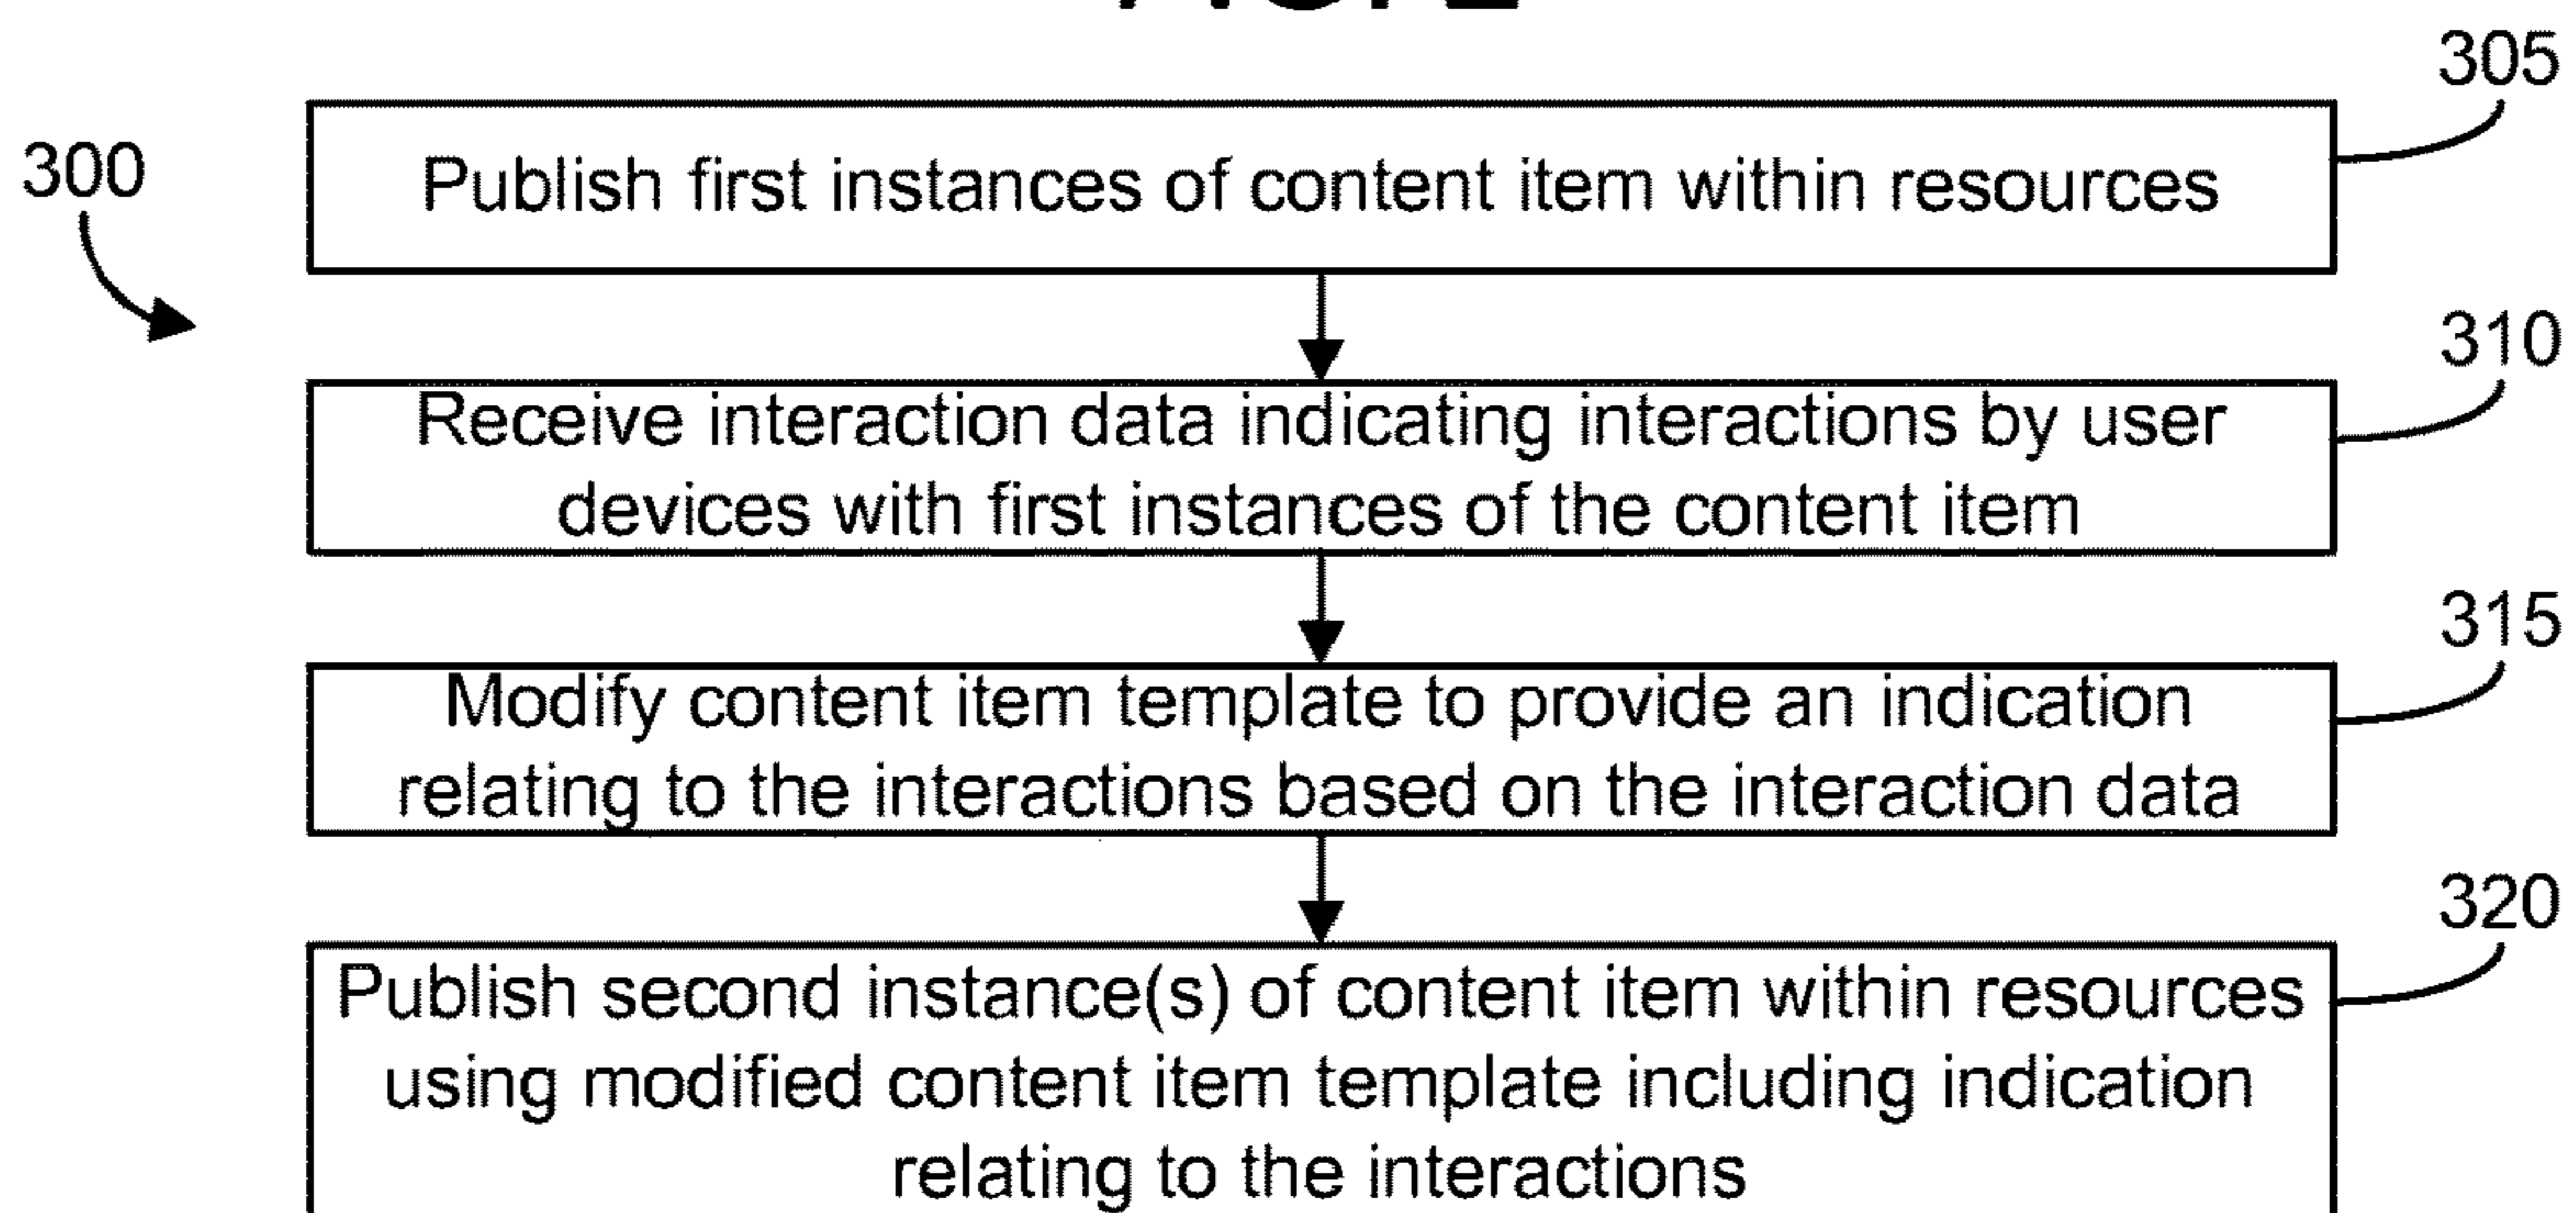 305
300
Publish first instances of content item within resources
310
Receive interaction data indicating interactions by user
devices with first instances of the content item
315
Modify content item template to provide an indication
relating to the interactions based on the interaction data
320
Publish second instance(s) of content item within resources
using modified content item template including indication
relating to the interactions